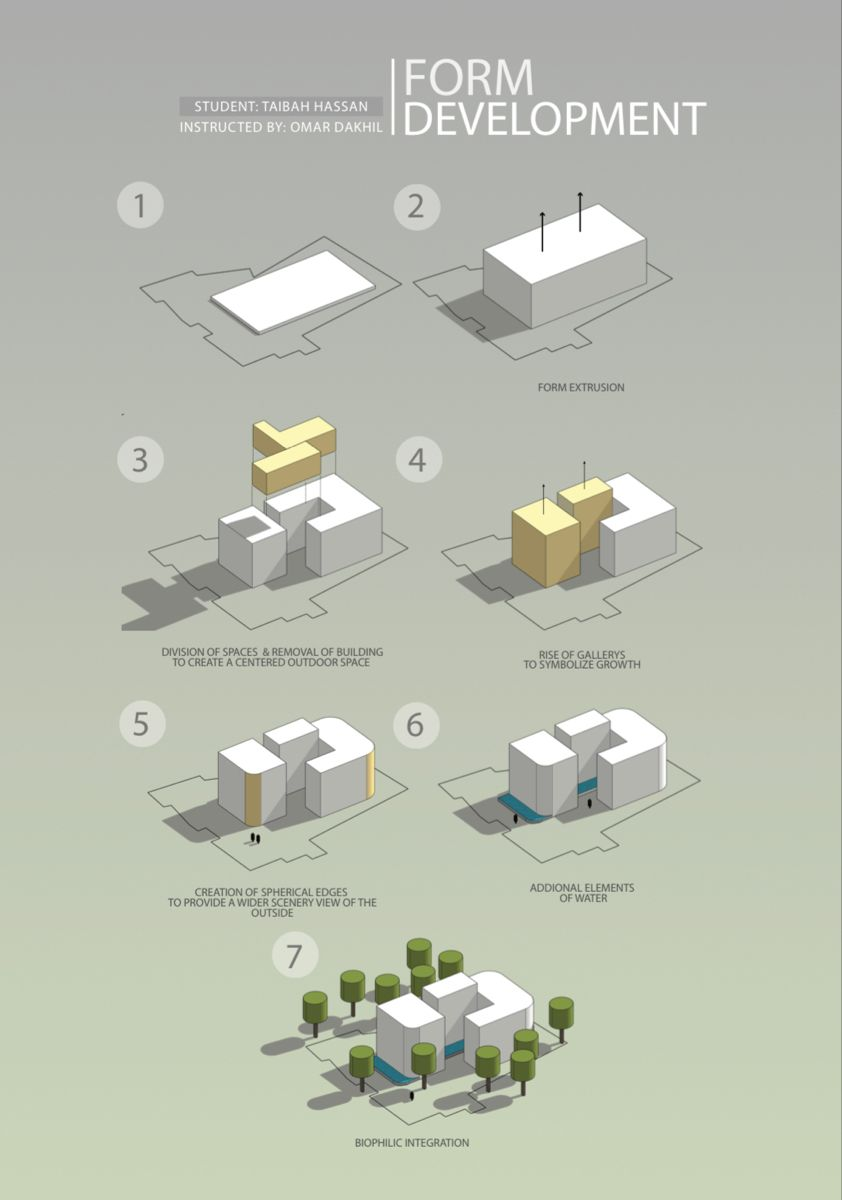 FORM
DEVELOPMENT
STUDENT: TAIBAH HASSAN
INSTRUCTED BY: OMAR DAKHIL
1
2
FORM EXTRUSION
3
4
DIVISION OF SPACES & REMOVAL OF BUILDING
TO CREATE A CENTERED OUTDOOR SPACE
RISE OF GALLERYS
TO SYMBOLIZE GROWTH
5
6
CREATION OF SPHERICAL EDGES
TO PROVIDE A WIDER SCENERY VIEW OF THE
OUTSIDE
ADDIONAL ELEMENTS
OF WATER
7
BIOPHILIC INTEGRATION